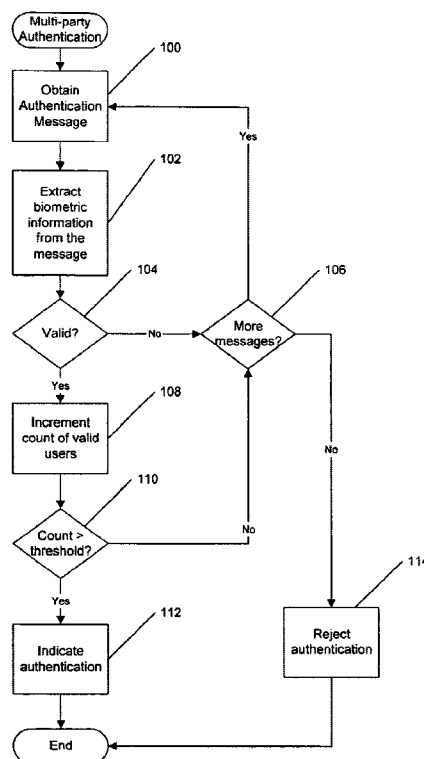 Multi-party
Authentication
100
Obtain
Authentication
Message
Yes
102
Extract
biometric
information
from the
message
104
106
Valid?
No
More
messages?
Yes
108
Increment
count of valid
users
No
110
Count >
threshold?
No
Yes
112
114
Indicate
authentication
Reject
authentication
End